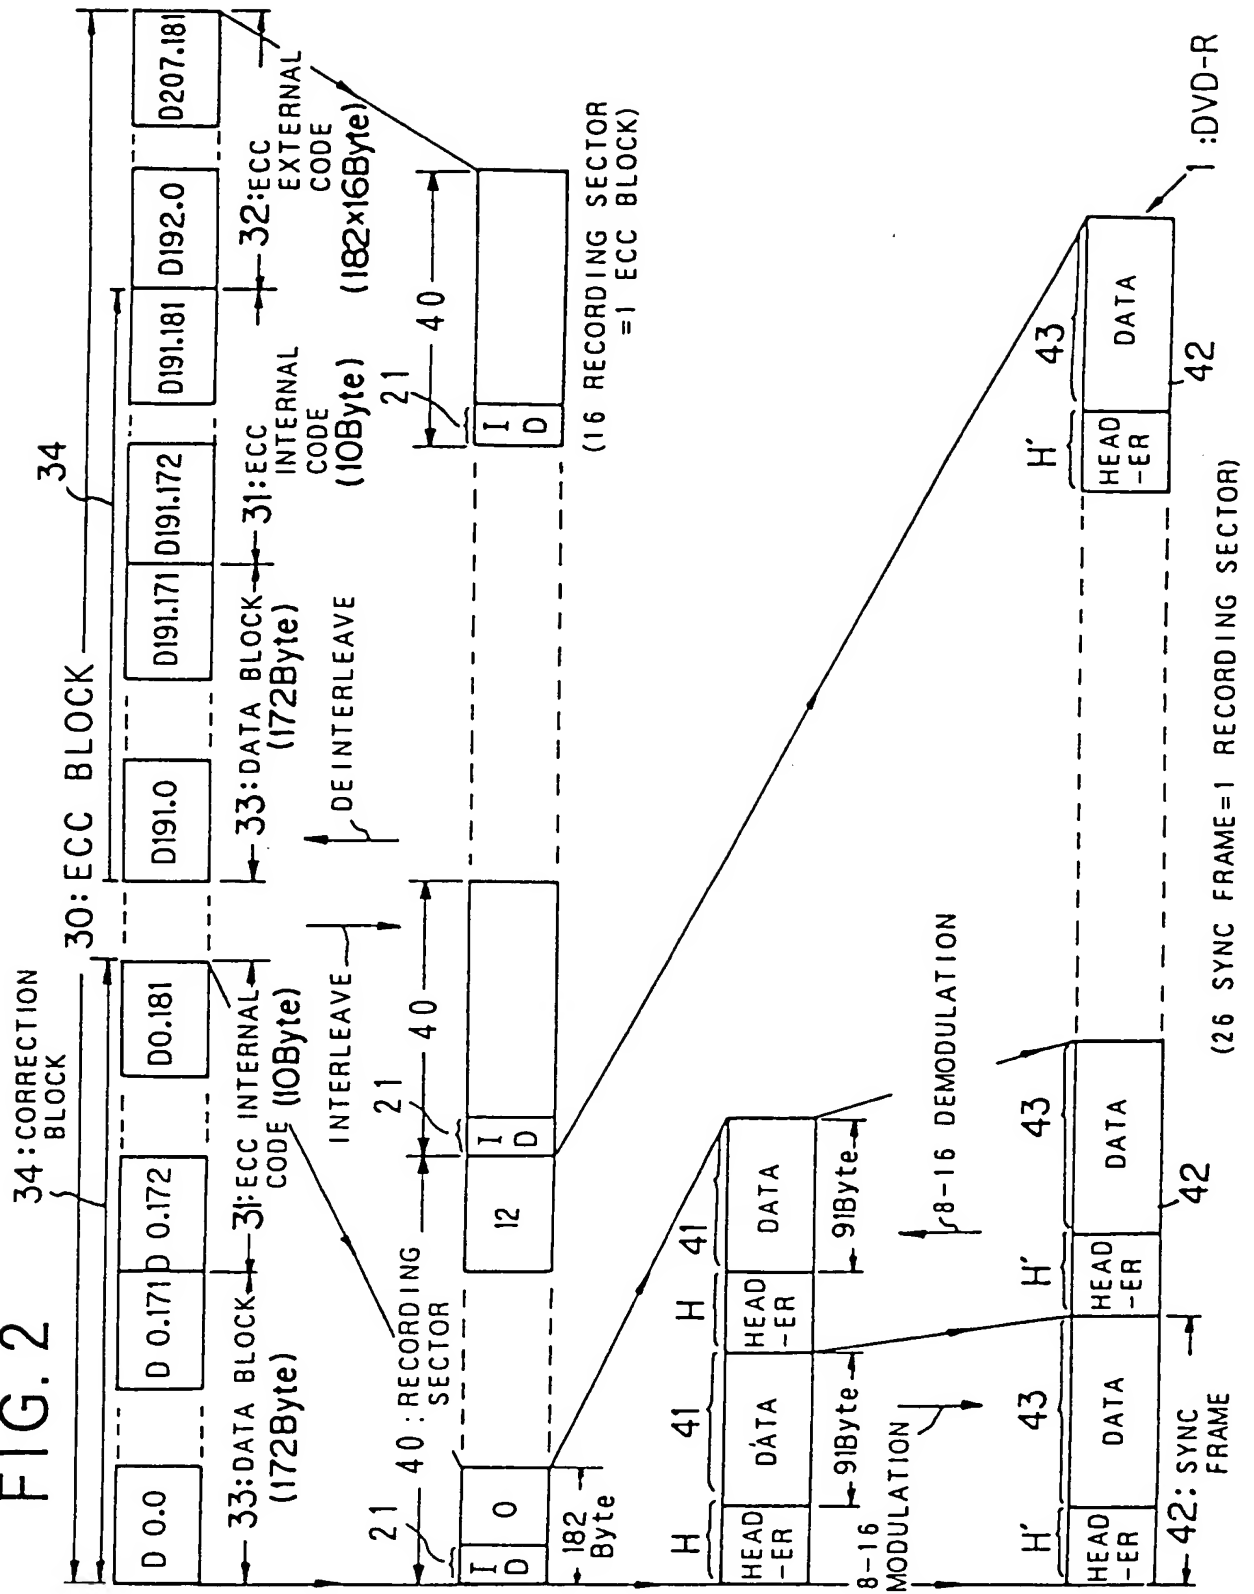 FIG. 2
34:CORRECTION
BLOCK
30:ECC BLOCK
34
D 0.0
D 0.171
D 0.172
D0.181
D191.0
D191.171
D191.172
D191.181
D192.0
D207.181
33:DATA BLOCK
(172Byte)
31:ECC INTERNAL
CODE (10Byte)
33:DATA BLOCK
(172Byte)
31:ECC
INTERNAL
CODE
(10Byte)
32:ECC
EXTERNAL
CODE
(182×16Byte)
INTERLEAVE
DEINTERLEAVE
21
40:RECORDING
SECTOR
21
40
21
40
ID
0
12
ID
ID
182
Byte
(16 RECORDING SECTOR
=1 ECC BLOCK)
H
41
H
41
HEAD
-ER
DATA
HEAD
-ER
DATA
91Byte
91Byte
8-16
MODULATION
8-16 DEMODULATION
H'
43
H'
43
H'
43
HEAD
-ER
DATA
HEAD
-ER
DATA
HEAD
-ER
DATA
42:SYNC
FRAME
42
42
1:DVD-R
(26 SYNC FRAME=1 RECORDING SECTOR)